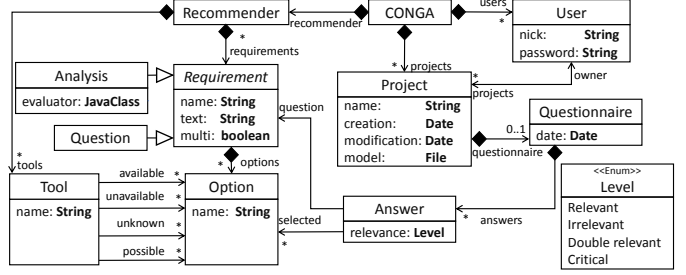 Recommender
CONGA
User
nick: String
password: String
users
*
recommender
*
requirements
*
projects
*
projects
owner
Analysis
evaluator: JavaClass
Requirement
name: String
text: String
multi: boolean
question
Project
name: String
creation: Date
modification: Date
model: File
Questionnaire
date: Date
0..1
questionnaire
Question
*
options
*
tools
<<Enum>>
Level
Relevant
Irrelevant
Double relevant
Critical
Tool
name: String
available *
unavailable *
unknown *
possible *
Option
name: String
selected
*
Answer
relevance: Level
*
answers